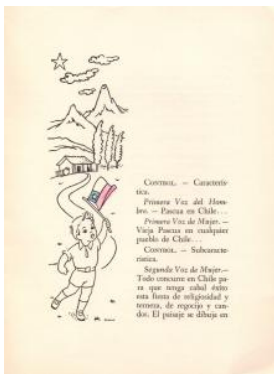 CONTROL. — Caracterís-
tica.
Primera Voz del Hom-
bre. — Pascua en Chile...
Primera Voz de Mujer. —
Vieja Pascua en cualquier
pueblo de Chile...
CONTROL. — Subcaracte-
rística.
Segunda Voz de Mujer.—
Todo concurre en Chile pa-
ra que tenga cabal éxito
esta fiesta de religiosidad y
terneza, de regocijo y can-
dor. El paisaje se dibuja en